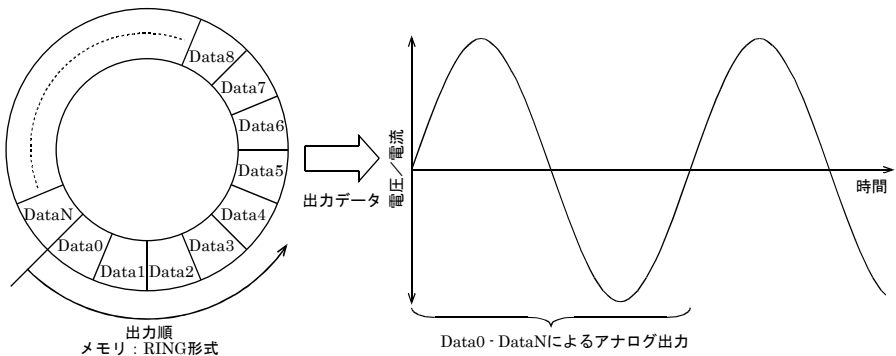 Data8
Data7
Data6
Data5
Data4
Data3
Data2
Data1
Data0
DataN
出力順
メモリ：RING形式
出力データ
電圧／電流
時間
Data0 - DataNによるアナログ出力